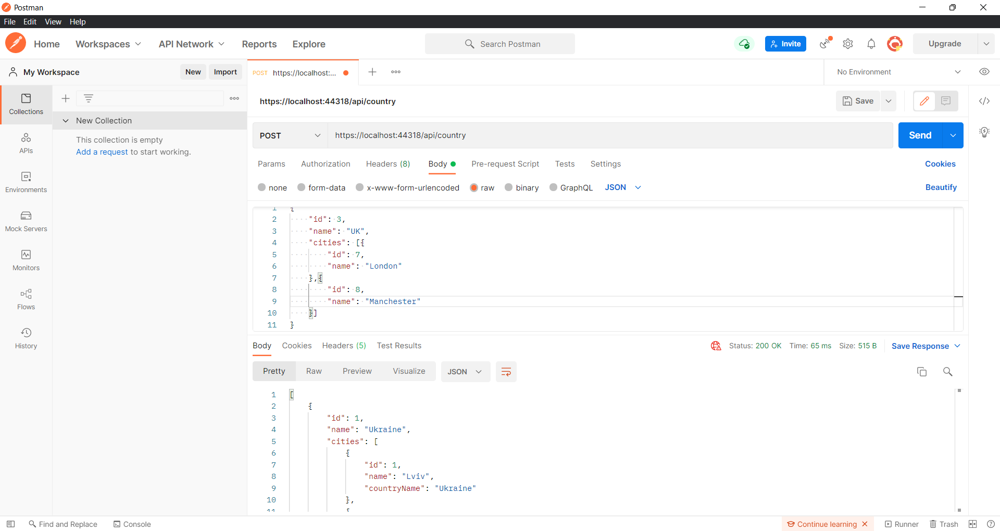 Postman
File Edit View Help
Home Workspaces API Network Reports Explore Search Postman Invite Upgrade
My Workspace New Import POST https://localhost:... No Environment
Collections
https://localhost:44318/api/country Save
New Collection
This collection is empty
Add a request to start working.
POST https://localhost:44318/api/country Send
APIs
Params Authorization Headers (8) Body Pre-request Script Tests Settings Cookies
Environments
none form-data x-www-form-urlencoded raw binary GraphQL JSON Beautify
Mock Servers
Monitors
Flows
History
1 {
2 "id": 3,
3 "name": "UK",
4 "cities": [{
5 "id": 7,
6 "name": "London"
7 },{
8 "id": 8,
9 "name": "Manchester"
10 }]
11 }
Body Cookies Headers (5) Test Results Status: 200 OK Time: 65 ms Size: 515 B Save Response
Pretty Raw Preview Visualize JSON
1 [
2 {
3 "id": 1,
4 "name": "Ukraine",
5 "cities": [
6 {
7 "id": 1,
8 "name": "Lviv",
9 "countryName": "Ukraine"
10 },
11 {
Find and Replace Console Continue learning Runner Trash